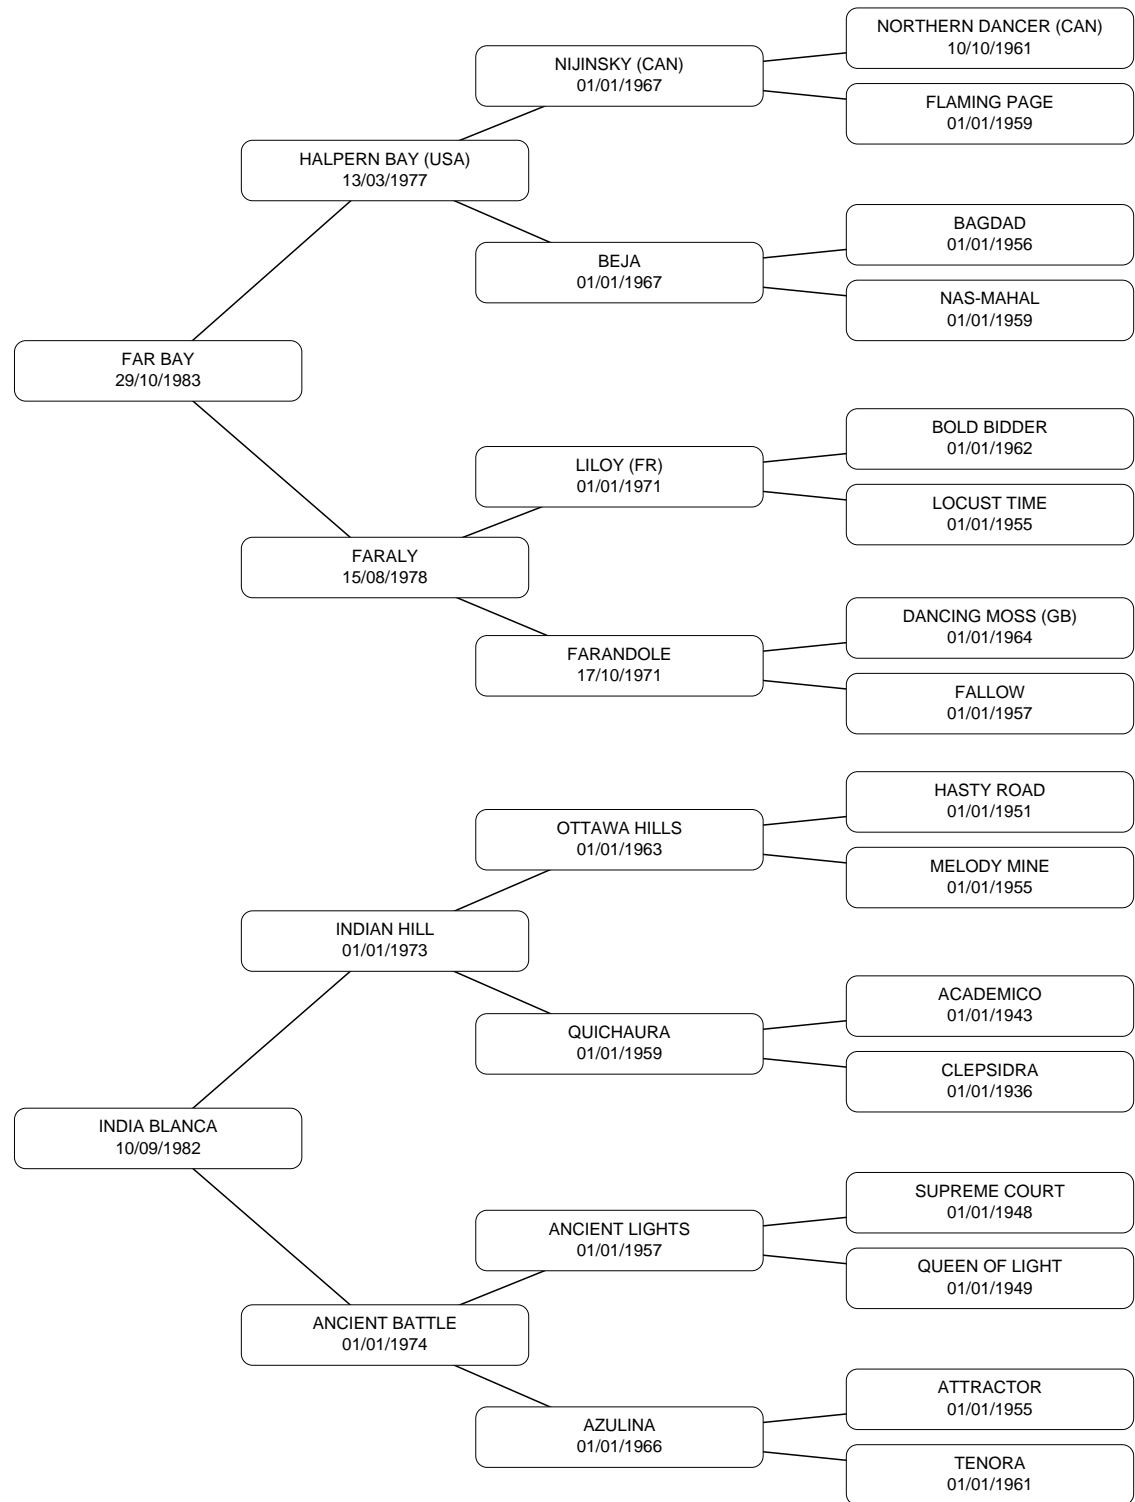 NORTHERN DANCER (CAN)
10/10/1961
NIJINSKY (CAN)
01/01/1967
FLAMING PAGE
01/01/1959
HALPERN BAY (USA)
13/03/1977
BAGDAD
01/01/1956
BEJA
01/01/1967
NAS-MAHAL
01/01/1959
FAR BAY
29/10/1983
BOLD BIDDER
01/01/1962
LILOY (FR)
01/01/1971
LOCUST TIME
01/01/1955
FARALY
15/08/1978
DANCING MOSS (GB)
01/01/1964
FARANDOLE
17/10/1971
FALLOW
01/01/1957
HASTY ROAD
01/01/1951
OTTAWA HILLS
01/01/1963
MELODY MINE
01/01/1955
INDIAN HILL
01/01/1973
ACADEMICO
01/01/1943
QUICHAURA
01/01/1959
CLEPSIDRA
01/01/1936
INDIA BLANCA
10/09/1982
SUPREME COURT
01/01/1948
ANCIENT LIGHTS
01/01/1957
QUEEN OF LIGHT
01/01/1949
ANCIENT BATTLE
01/01/1974
ATTRACTOR
01/01/1955
AZULINA
01/01/1966
TENORA
01/01/1961